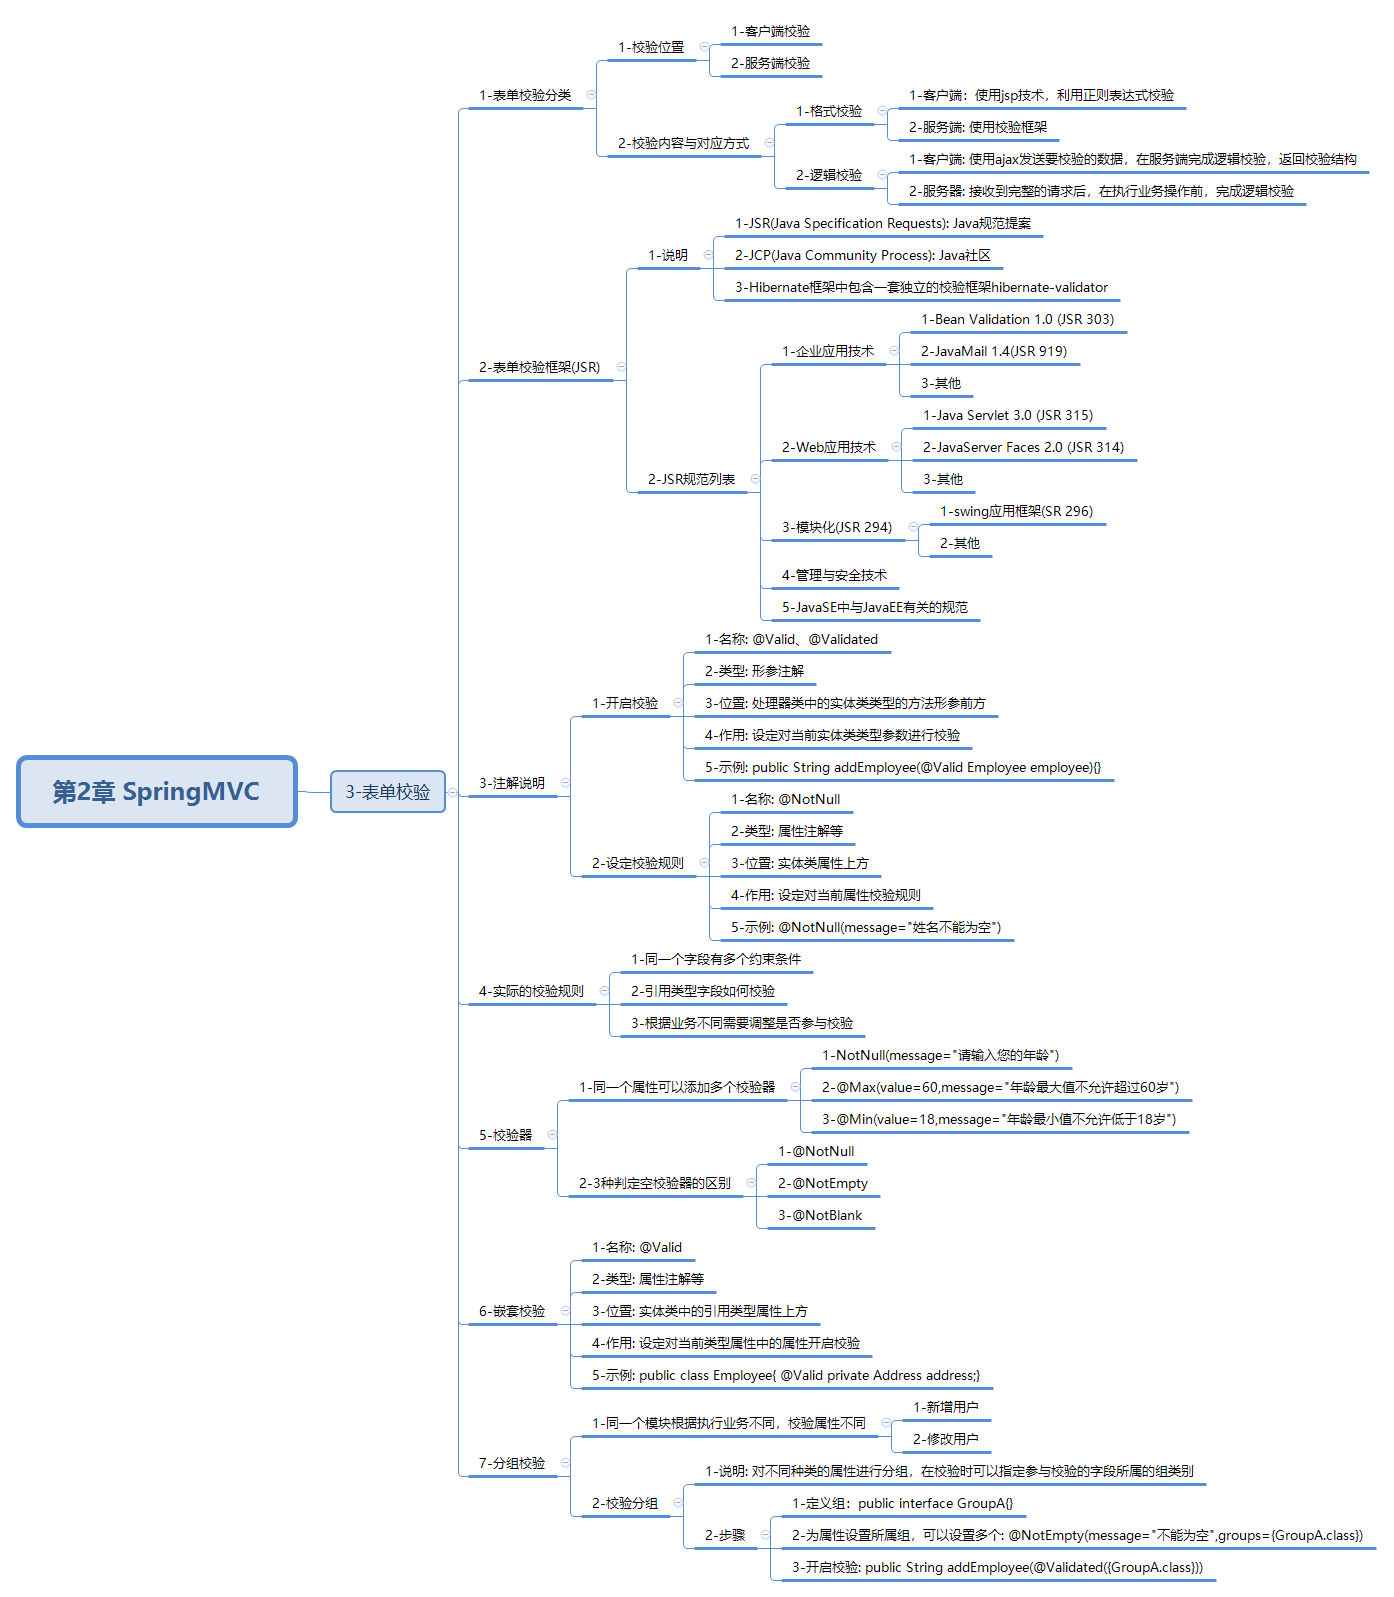 第2章 SpringMVC
3-表单校验
1-表单校验分类
1-校验位置
1-客户端校验
2-服务端校验
2-校验内容与对应方式
1-格式校验
1-客户端：使用jsp技术，利用正则表达式校验
2-服务端: 使用校验框架
2-逻辑校验
1-客户端: 使用ajax发送要校验的数据，在服务端完成逻辑校验，返回校验结构
2-服务器: 接收到完整的请求后，在执行业务操作前，完成逻辑校验
2-表单校验框架(JSR)
1-说明
1-JSR(Java Specification Requests): Java规范提案
2-JCP(Java Community Process): Java社区
3-Hibernate框架中包含一套独立的校验框架hibernate-validator
2-JSR规范列表
1-企业应用技术
1-Bean Validation 1.0 (JSR 303)
2-JavaMail 1.4(JSR 919)
3-其他
2-Web应用技术
1-Java Servlet 3.0 (JSR 315)
2-JavaServer Faces 2.0 (JSR 314)
3-其他
3-模块化(JSR 294)
1-swing应用框架(SR 296)
2-其他
4-管理与安全技术
5-JavaSE中与JavaEE有关的规范
3-注解说明
1-开启校验
1-名称: @Valid、@Validated
2-类型: 形参注解
3-位置: 处理器类中的实体类类型的方法形参前方
4-作用: 设定对当前实体类类型参数进行校验
5-示例: public String addEmployee(@Valid Employee employee){}
2-设定校验规则
1-名称: @NotNull
2-类型: 属性注解等
3-位置: 实体类属性上方
4-作用: 设定对当前属性校验规则
5-示例: @NotNull(message="姓名不能为空")
4-实际的校验规则
1-同一个字段有多个约束条件
2-引用类型字段如何校验
3-根据业务不同需要调整是否参与校验
5-校验器
1-同一个属性可以添加多个校验器
1-NotNull(message="请输入您的年龄")
2-@Max(value=60,message="年龄最大值不允许超过60岁")
3-@Min(value=18,message="年龄最小值不允许低于18岁")
2-3种判定空校验器的区别
1-@NotNull
2-@NotEmpty
3-@NotBlank
6-嵌套校验
1-名称: @Valid
2-类型: 属性注解等
3-位置: 实体类中的引用类型属性上方
4-作用: 设定对当前类型属性中的属性开启校验
5-示例: public class Employee{ @Valid private Address address;}
7-分组校验
1-同一个模块根据执行业务不同，校验属性不同
1-新增用户
2-修改用户
2-校验分组
1-说明: 对不同种类的属性进行分组，在校验时可以指定参与校验的字段所属的组类别
2-步骤
1-定义组：public interface GroupA{}
2-为属性设置所属组，可以设置多个: @NotEmpty(message="不能为空",groups={GroupA.class})
3-开启校验: public String addEmployee(@Validated({GroupA.class}))